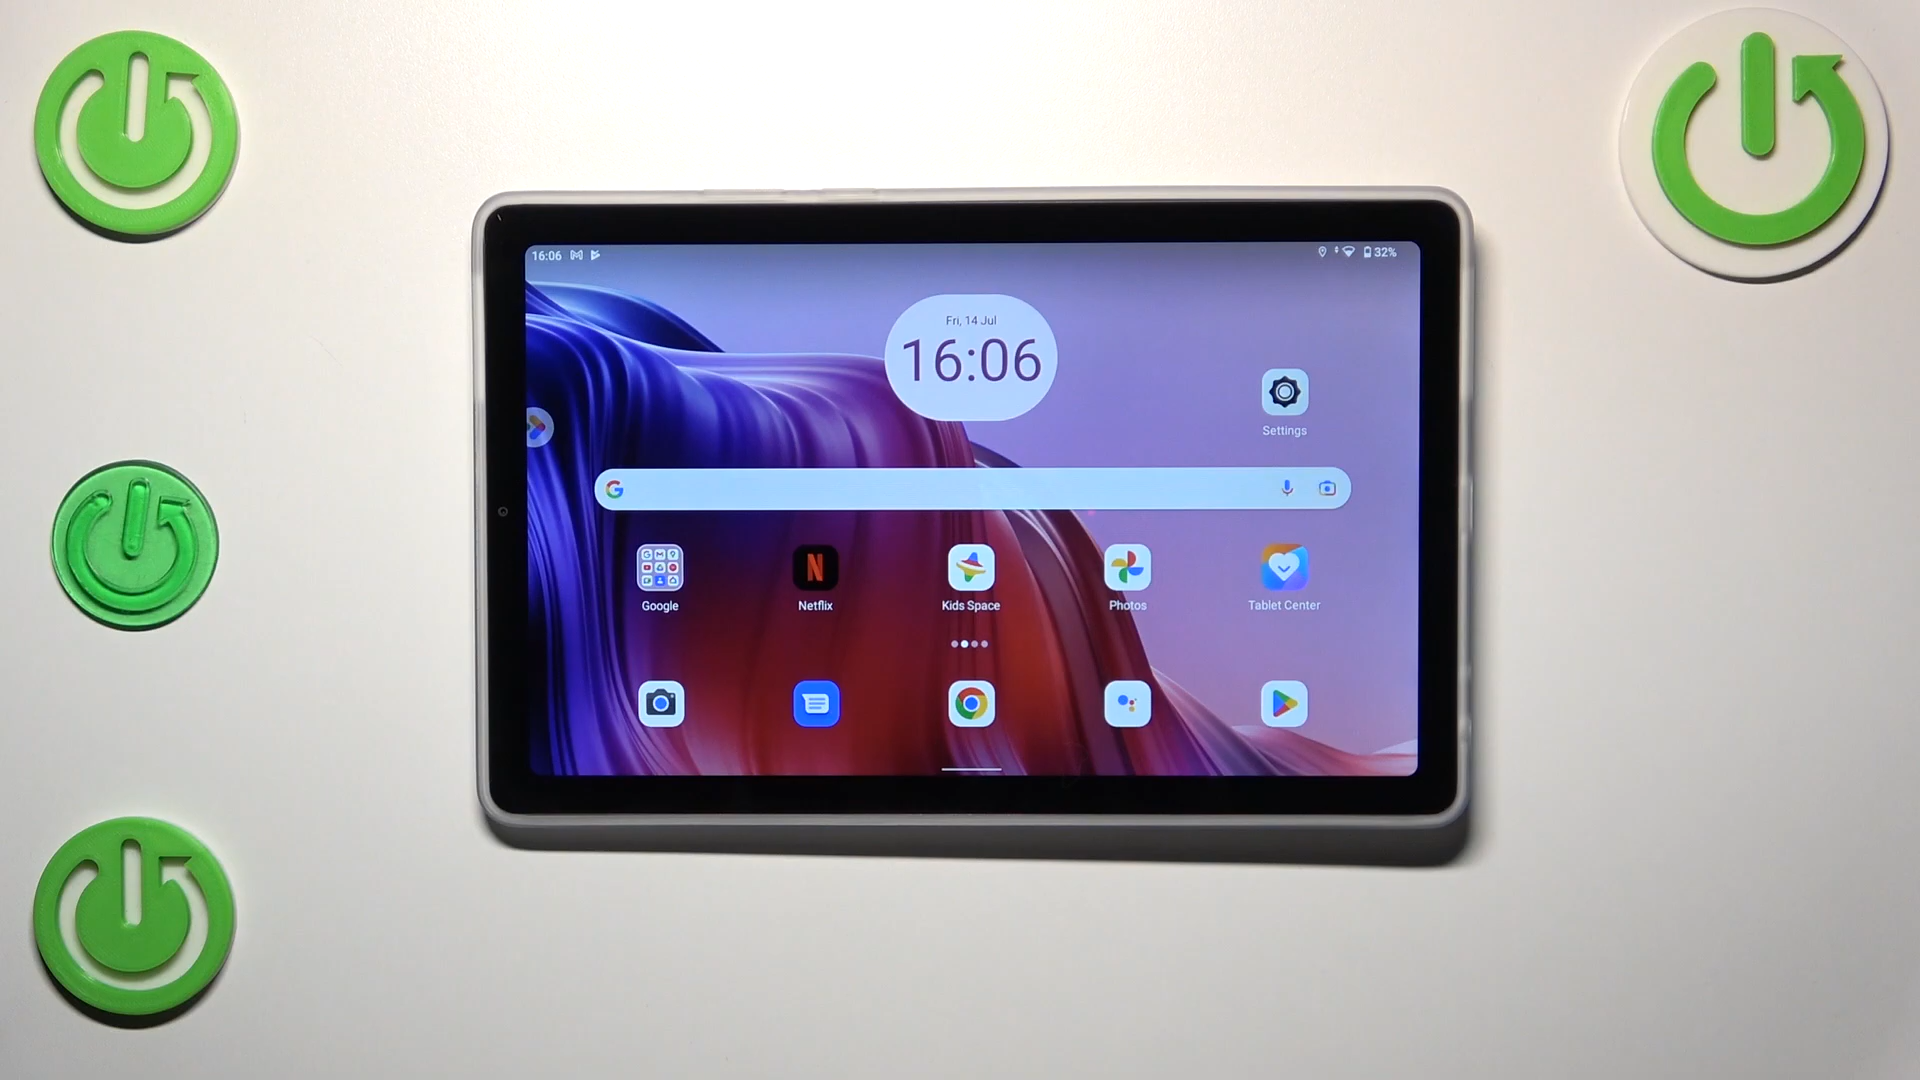 16:06
32%
Fri, 14 Jul
16:06
Settings
Google
Netflix
Kids Space
Photos
Tablet Center